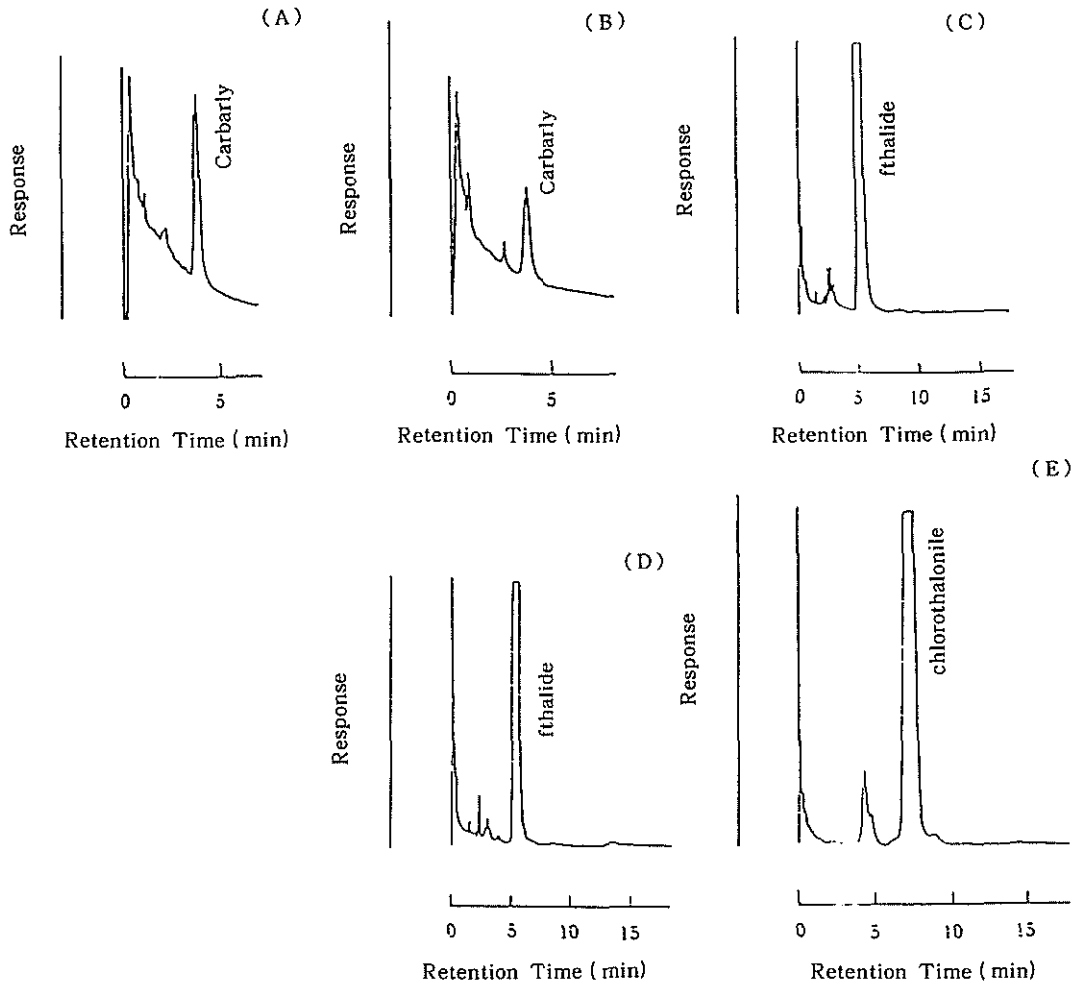 (A)
Response
Carbarly
0 5
Retention Time (min)
(B)
Response
Carbarly
0 5
Retention Time (min)
(C)
Response
fthalide
0 5 10 15
Retention Time (min)
(D)
Response
fthalide
0 5 10 15
Retention Time (min)
(E)
Response
chlorothalonile
0 5 10 15
Retention Time (min)